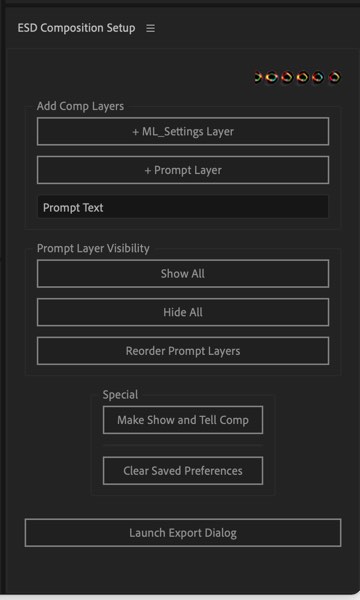 ESD Composition Setup
Add Comp Layers
+ ML_Settings Layer
+ Prompt Layer
Prompt Text
Prompt Layer Visibility
Show All
Hide All
Reorder Prompt Layers
Special
Make Show and Tell Comp
Clear Saved Preferences
Launch Export Dialog